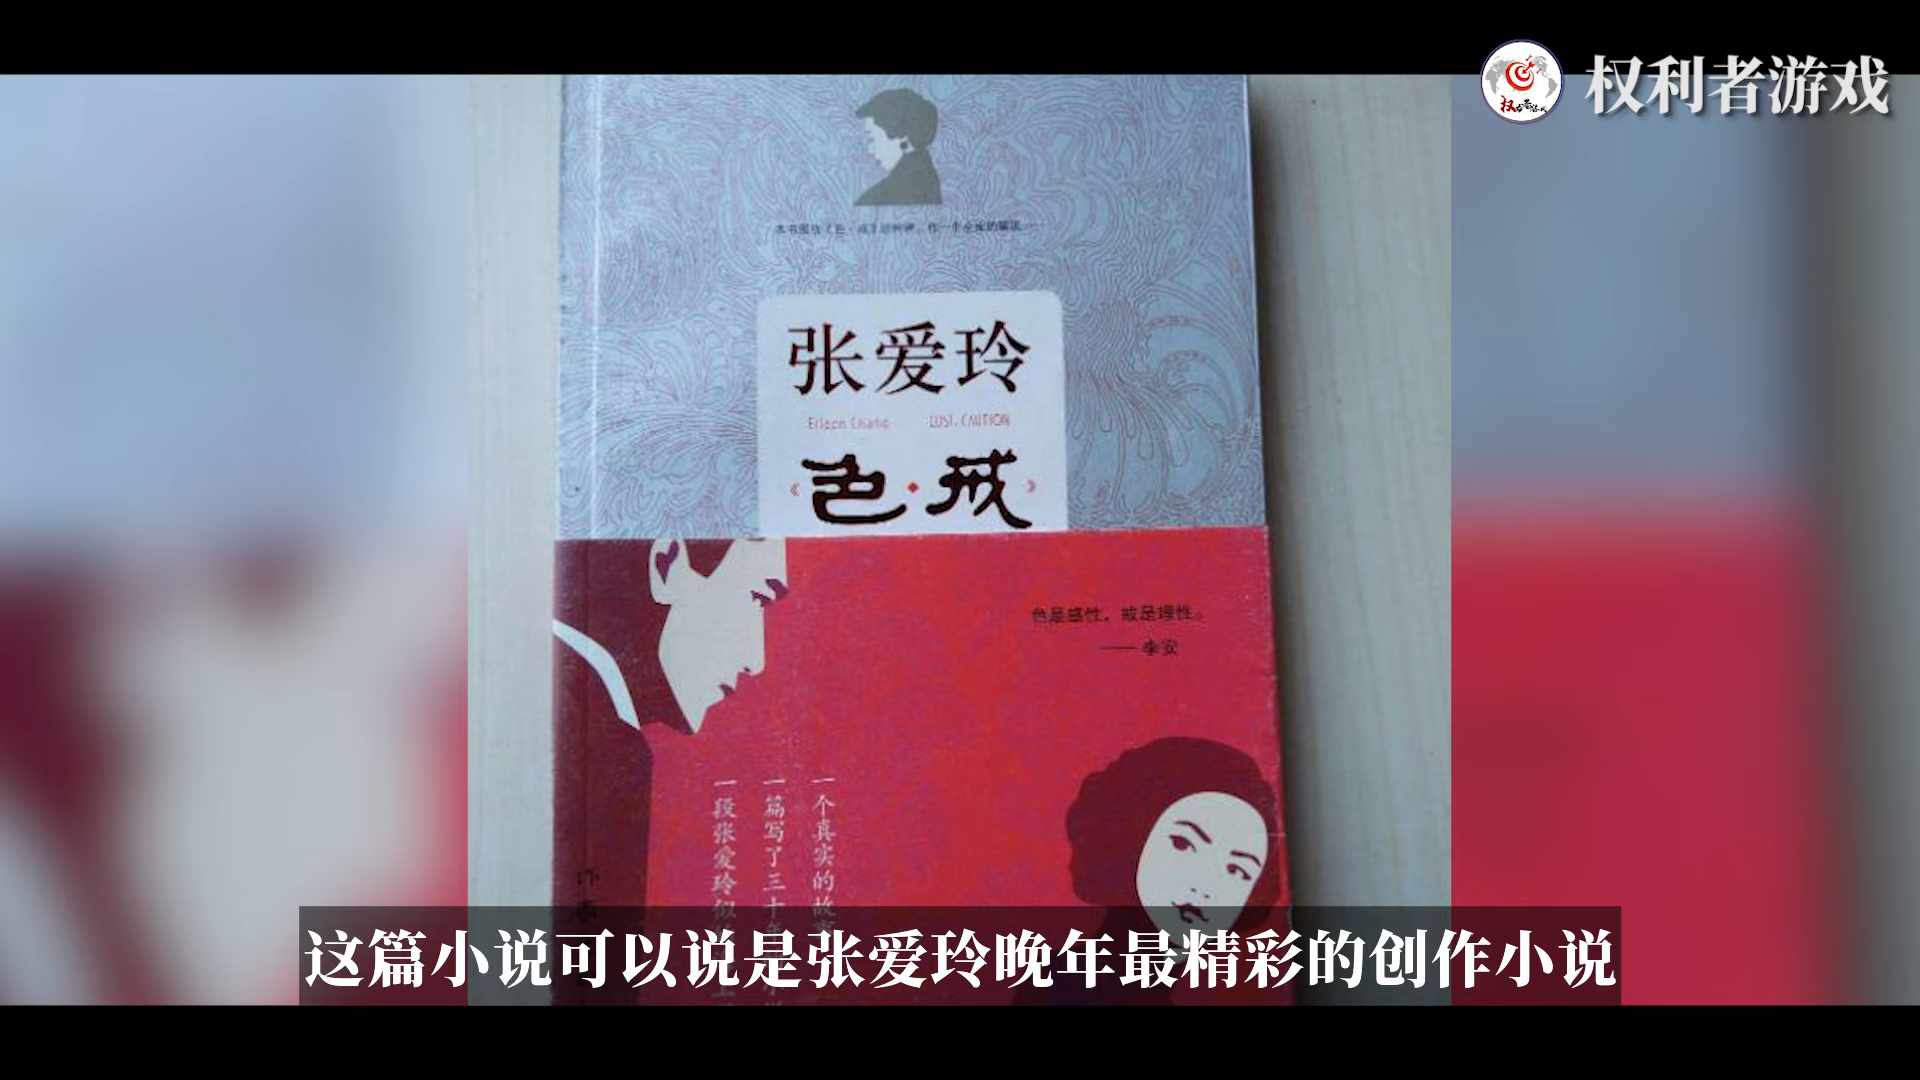 权利者游戏
张爱玲
Eileen Chang LUST, CAUTION
《色·戒》
色是感性，戒是理性。
—— 李安
一个真实的故事
一篇写了三十年
一段张爱玲似
这篇小说可以说是张爱玲晚年最精彩的创作小说